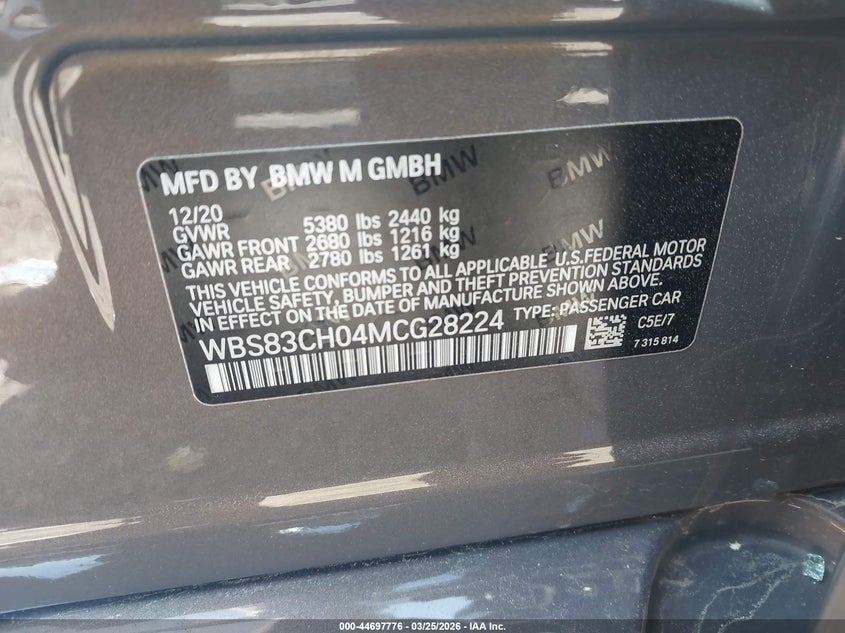 MFD BY BMW M GMBH
12/20
GVWR 5380 lbs 2440 kg
GAWR FRONT 2680 lbs 1216 kg
GAWR REAR 2780 lbs 1261 kg
THIS VEHICLE CONFORMS TO ALL APPLICABLE U.S.FEDERAL MOTOR
VEHICLE SAFETY, BUMPER AND THEFT PREVENTION STANDARDS
IN EFFECT ON THE DATE OF MANUFACTURE SHOWN ABOVE.
WBS83CH04MCG28224 TYPE: PASSENGER CAR
C5E/7
7 315 814
000-44697776 - 03/25/2026 - IAA Inc.